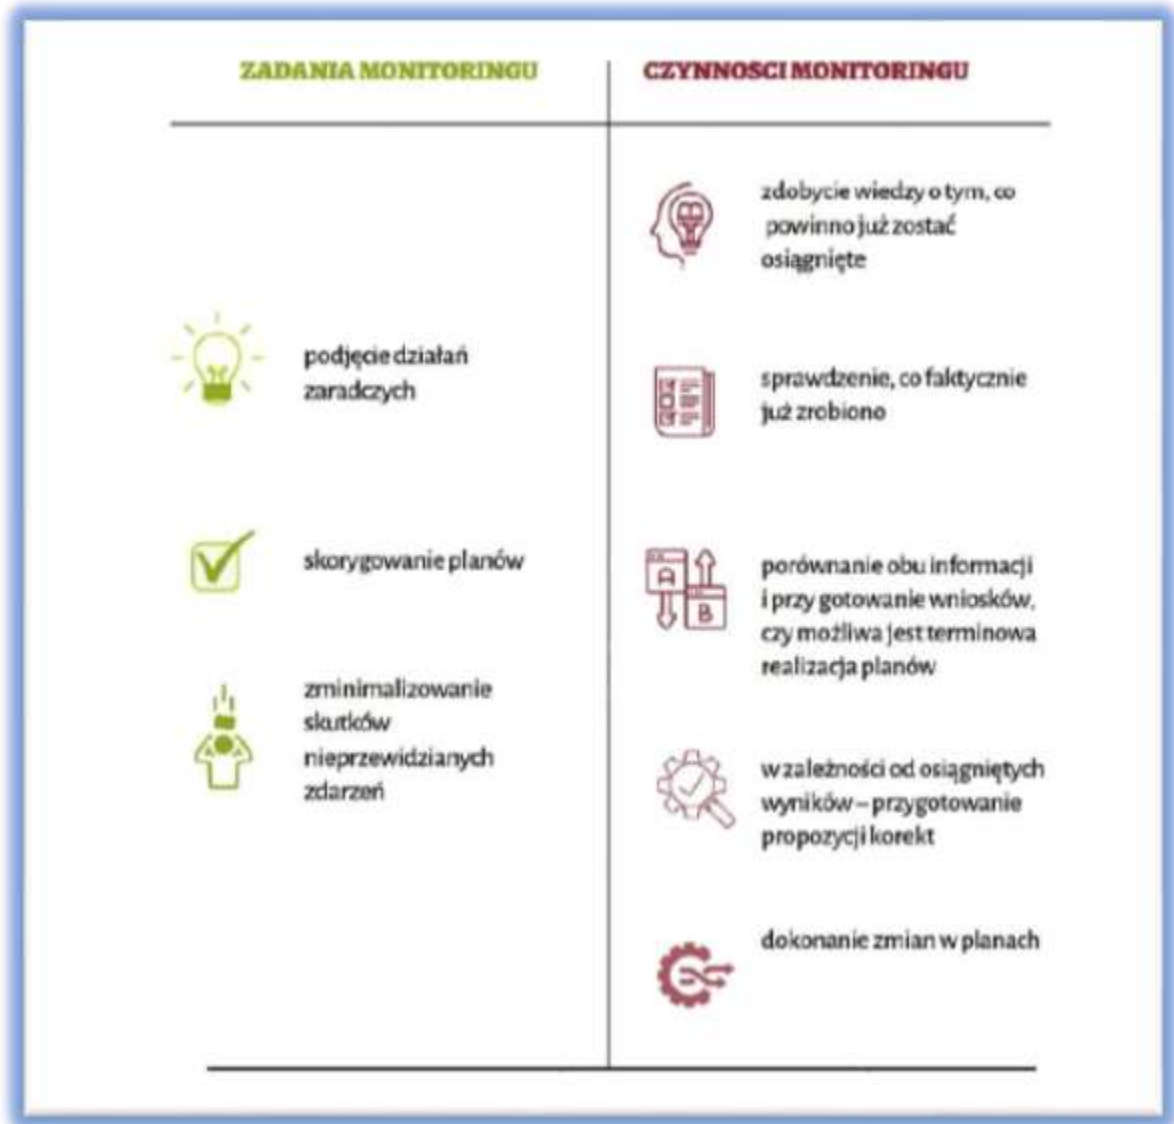 ZADANIA MONITORINGU
podjęcie działań
zaradczych
skorygowanie planów
zminimalizowanie
skutków
nieprzewidzianych
zdarzeń
CZYNNOŚCI MONITORINGU
zdobycie wiedzy o tym, co
powinno już zostać
osiągnięte
sprawdzenie, co faktycznie
już zrobiono
A
B
porównanie obu informacji
i przy gotowanie wniosków,
czy możliwa jest terminowa
realizacja planów
w zależności od osiągniętych
wyników – przygotowanie
propozycji korekt
dokonanie zmian w planach